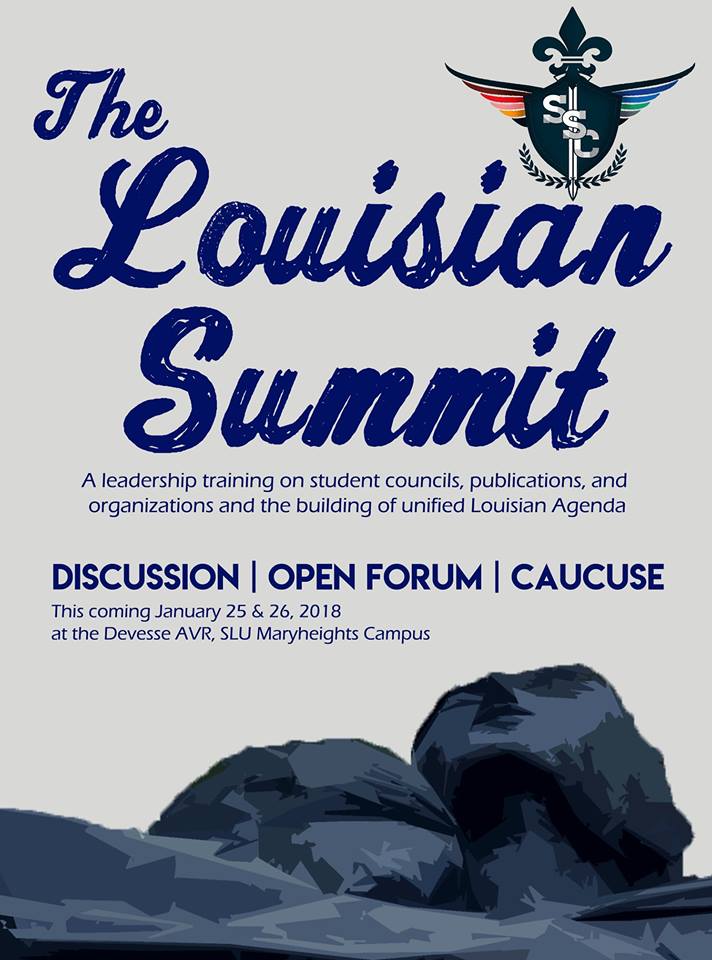 The
SSC
Louisian
Summit
A leadership training on student councils, publications, and
organizations and the building of unified Louisian Agenda
DISCUSSION | OPEN FORUM | CAUCUSE
This coming January 25 & 26, 2018
at the Devesse AVR, SLU Maryheights Campus